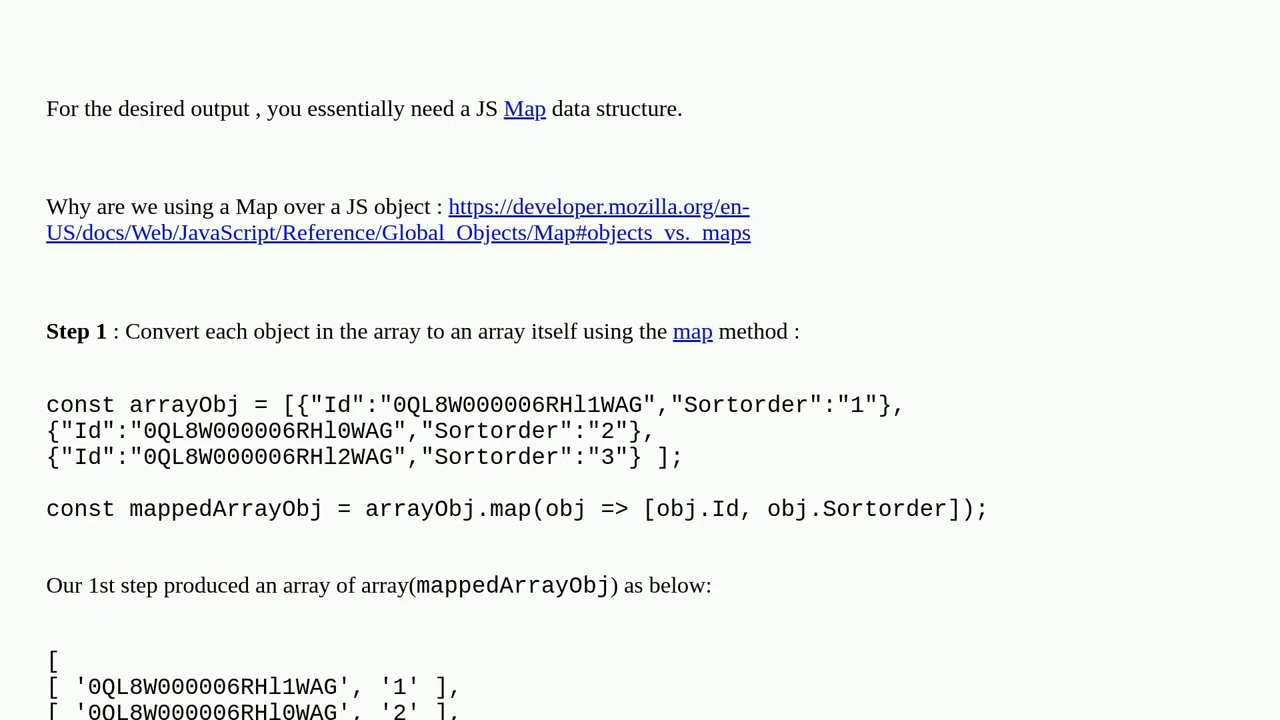 For the desired output , you essentially need a JS Map data structure.
Why are we using a Map over a JS object : https://developer.mozilla.org/en-
US/docs/Web/JavaScript/Reference/Global_Objects/Map#objects_vs._maps
Step 1 : Convert each object in the array to an array itself using the map method :
const arrayObj = [{"Id":"0QL8W000006RHl1WAG","Sortorder":"1"},
{"Id":"0QL8W000006RHl0WAG","Sortorder":"2"},
{"Id":"0QL8W000006RHl2WAG","Sortorder":"3"} ];
const mappedArrayObj = arrayObj.map(obj => [obj.Id, obj.Sortorder]);
Our 1st step produced an array of array(mappedArrayObj) as below:
[
[ '0QL8W000006RHl1WAG', '1' ],
[ '0QL8W000006RHl0WAG', '2' ],